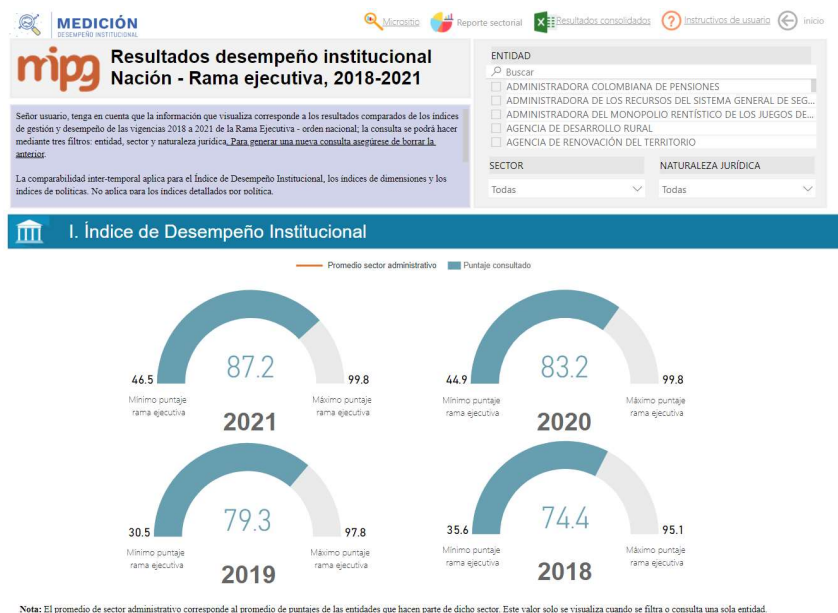 MEDICIÓN
DESEMPEÑO INSTITUCIONAL
Micrositio
Reporte sectorial
Resultados consolidados
Instructivos de usuario
inicio
mipg
Resultados desempeño institucional
Nación - Rama ejecutiva, 2018-2021
Señor usuario, tenga en cuenta que la información que visualiza corresponde a los resultados comparados de los índices
de gestión y desempeño de las vigencias 2018 a 2021 de la Rama Ejecutiva - orden nacional; la consulta se podrá hacer
mediante tres filtros: entidad, sector y naturaleza jurídica. Para generar una nueva consulta asegúrese de borrar la
anterior.
La comparabilidad inter-temporal aplica para el Índice de Desempeño Institucional, los índices de dimensiones y los
índices de políticas. No aplica para los índices detallados por política.
ENTIDAD
Buscar
ADMINISTRADORA COLOMBIANA DE PENSIONES
ADMINISTRADORA DE LOS RECURSOS DEL SISTEMA GENERAL DE SEG...
ADMINISTRADORA DEL MONOPOLIO RENTÍSTICO DE LOS JUEGOS DE...
AGENCIA DE DESARROLLO RURAL
AGENCIA DE RENOVACIÓN DEL TERRITORIO
SECTOR
NATURALEZA JURÍDICA
Todas
Todas
I. Índice de Desempeño Institucional
Promedio sector administrativo
Puntaje consultado
87.2
46.5
99.8
Mínimo puntaje
rama ejecutiva
Máximo puntaje
rama ejecutiva
2021
83.2
44.9
99.8
Mínimo puntaje
rama ejecutiva
Máximo puntaje
rama ejecutiva
2020
79.3
30.5
97.8
Mínimo puntaje
rama ejecutiva
Máximo puntaje
rama ejecutiva
2019
74.4
35.6
95.1
Mínimo puntaje
rama ejecutiva
Máximo puntaje
rama ejecutiva
2018
Nota: El promedio de sector administrativo corresponde al promedio de puntajes de las entidades que hacen parte de dicho sector. Este valor solo se visualiza cuando se filtra o consulta una sola entidad.